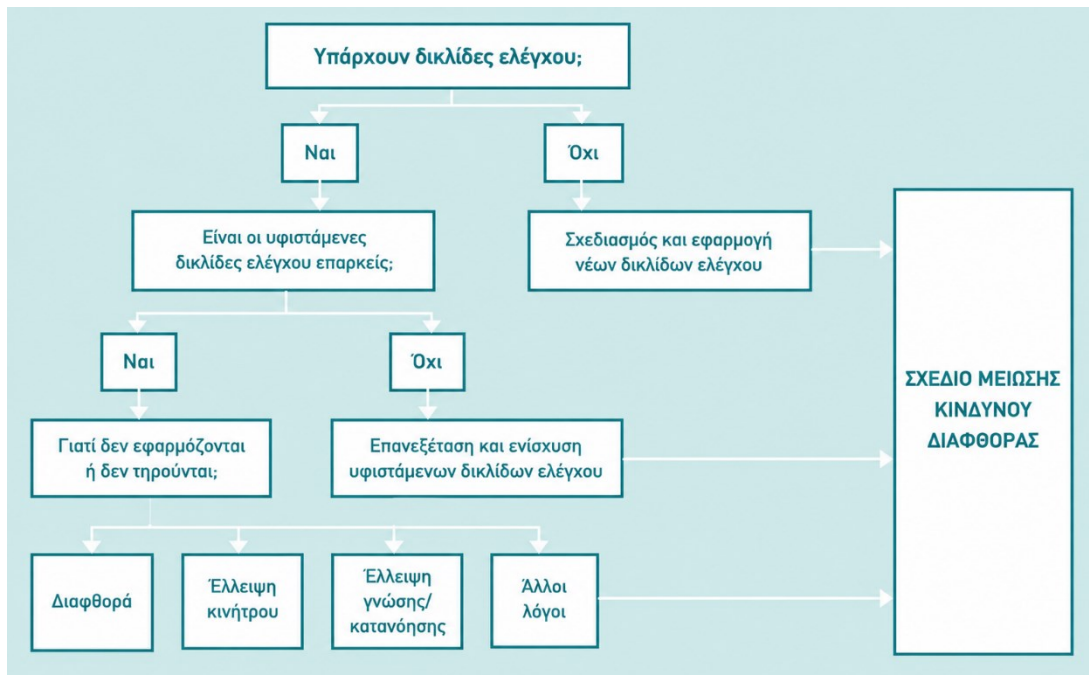 Υπάρχουν δικλίδες ελέγχου;
Ναι
Όχι
Είναι οι υφιστάμενες
δικλίδες ελέγχου επαρκείς;
Σχεδιασμός και εφαρμογή
νέων δικλίδων ελέγχου
Ναι
Όχι
Γιατί δεν εφαρμόζονται
ή δεν τηρούνται;
Επανεξέταση και ενίσχυση
υφιστάμενων δικλίδων ελέγχου
Διαφθορά
Έλλειψη
κινήτρου
Έλλειψη
γνώσης/
κατανόησης
Άλλοι
λόγοι
ΣΧΕΔΙΟ ΜΕΙΩΣΗΣ
ΚΙΝΔΥΝΟΥ
ΔΙΑΦΘΟΡΑΣ